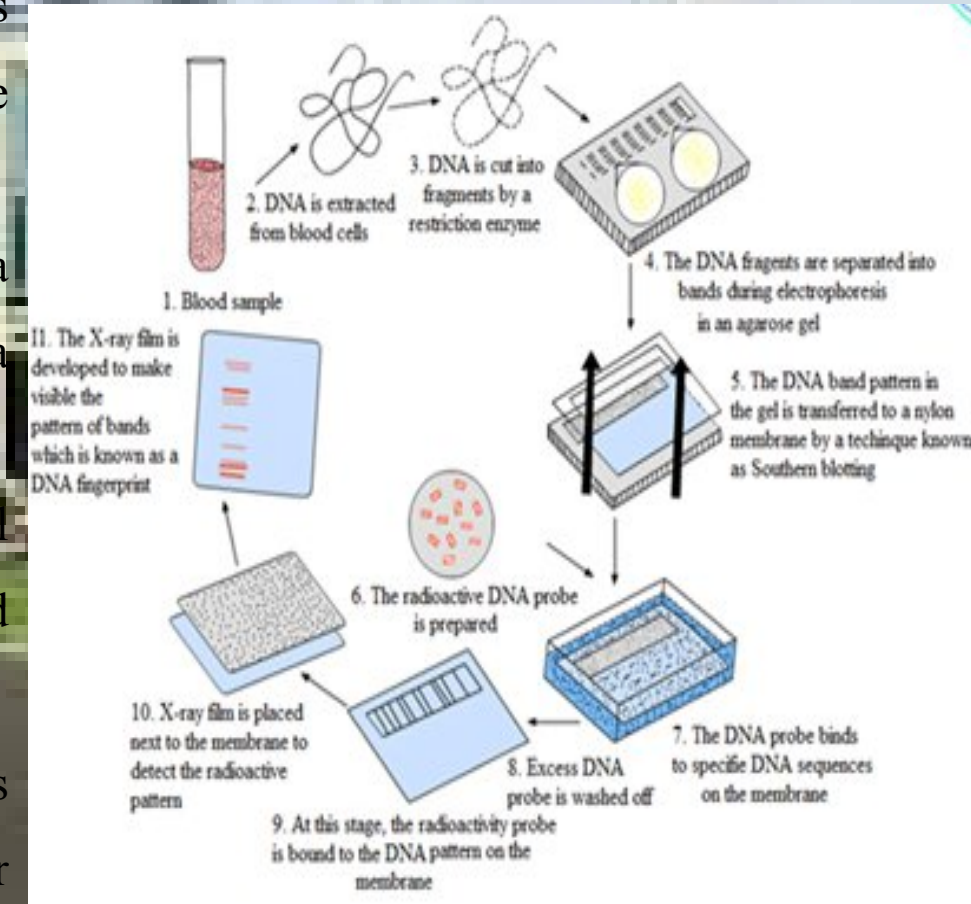 s
e
a
a
l
d
s
r
1. Blood sample
2. DNA is extracted
from blood cells
3. DNA is cut into
fragments by a
restriction enzyme
4. The DNA fragents are separated into
bands during electrophoresis
in an agarose gel
5. The DNA band pattern in
the gel is transferred to a nylon
membrane by a techinque known
as Southern blotting
6. The radioactive DNA probe
is prepared
7. The DNA probe binds
to specific DNA sequences
on the membrane
8. Excess DNA
probe is washed off
9. At this stage, the radioactivity probe
is bound to the DNA pattern on the
membrane
10. X-ray film is placed
next to the membrane to
detect the radioactive
pattern
11. The X-ray film is
developed to make
visible the
pattern of bands
which is known as a
DNA fingerprint